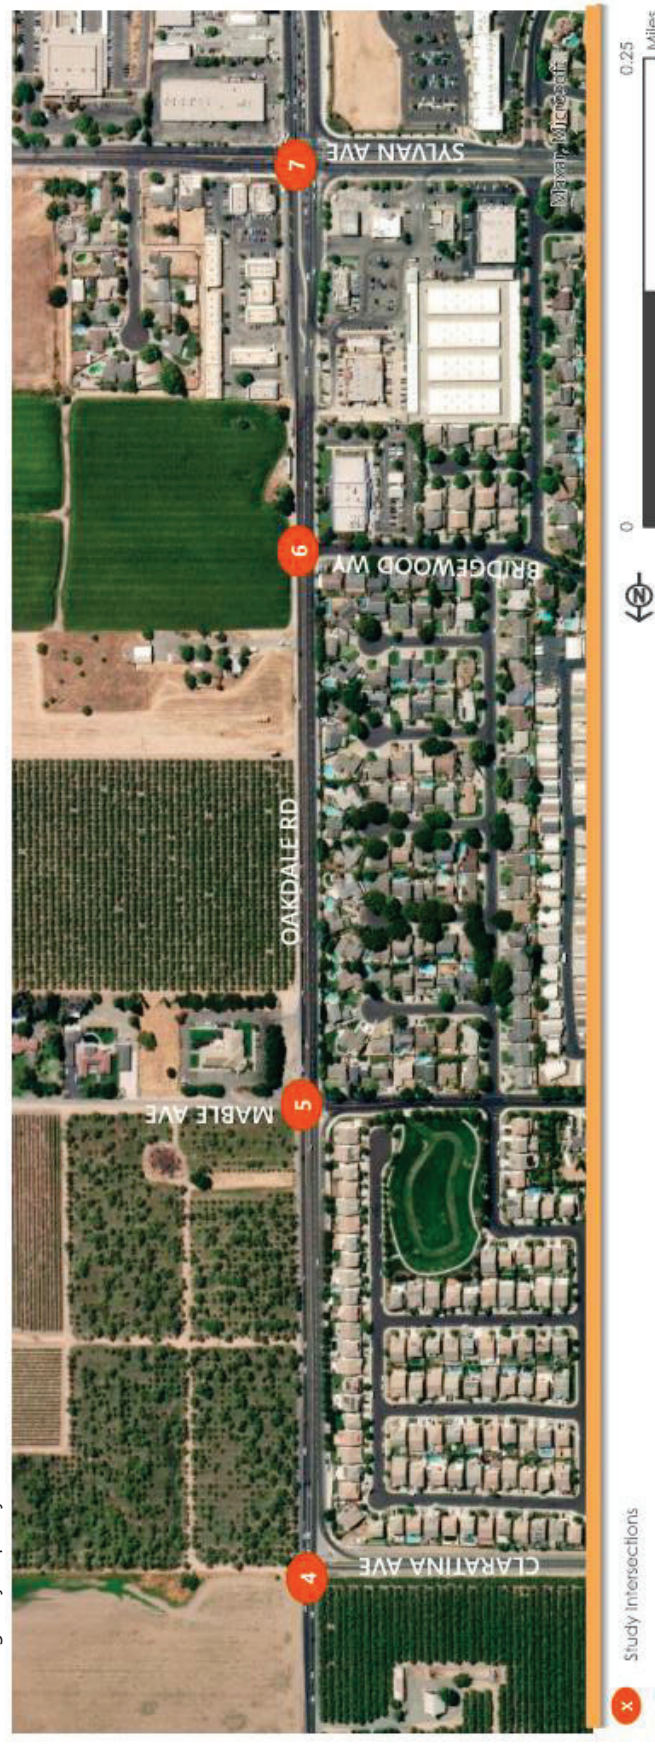 SYLVAN AVE
7
6
BRIDGEWOOD WY
OAKDALE RD
MABLE AVE
5
4
CLARATINA AVE
Maxar, Microsoft
Study Intersections
X
N
0
0.25
Miles